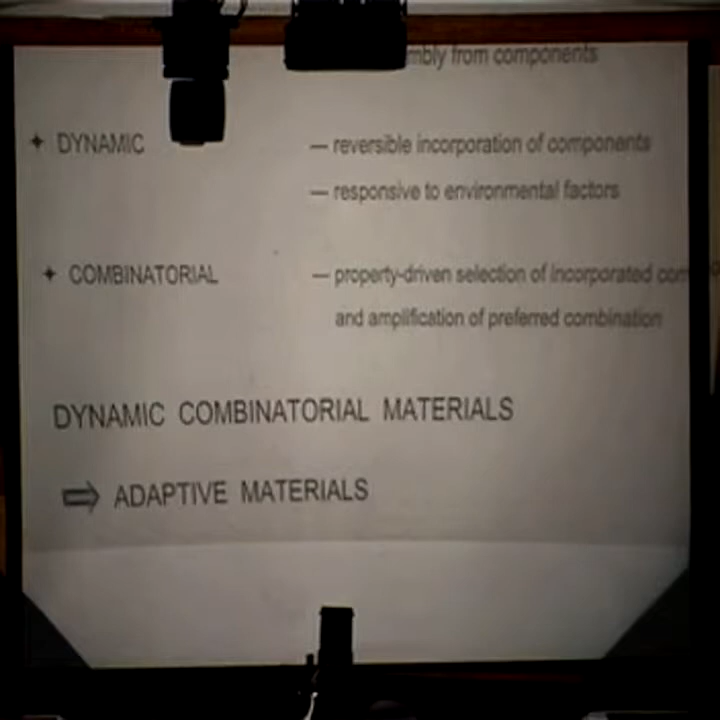 from components
✦ DYNAMIC — reversible incorporation of components
— responsive to environmental factors
✦ COMBINATORIAL — property-driven selection of incorporated
and amplification of preferred combination
DYNAMIC COMBINATORIAL MATERIALS
⇒ ADAPTIVE MATERIALS